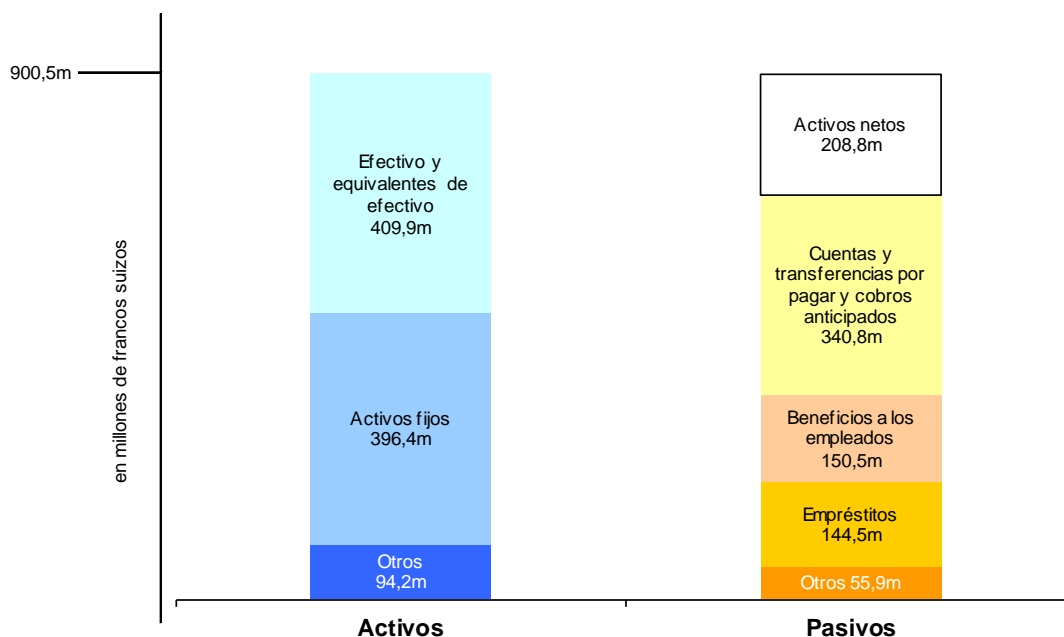 900,5m
en millones de francos suizos
Efectivo y
equivalentes de
efectivo
409,9m
Activos fijos
396,4m
Otros
94,2m
Activos
Activos netos
208,8m
Cuentas y
transferencias por
pagar y cobros
anticipados
340,8m
Beneficios a los
empleados
150,5m
Empréstitos
144,5m
Otros 55,9m
Pasivos